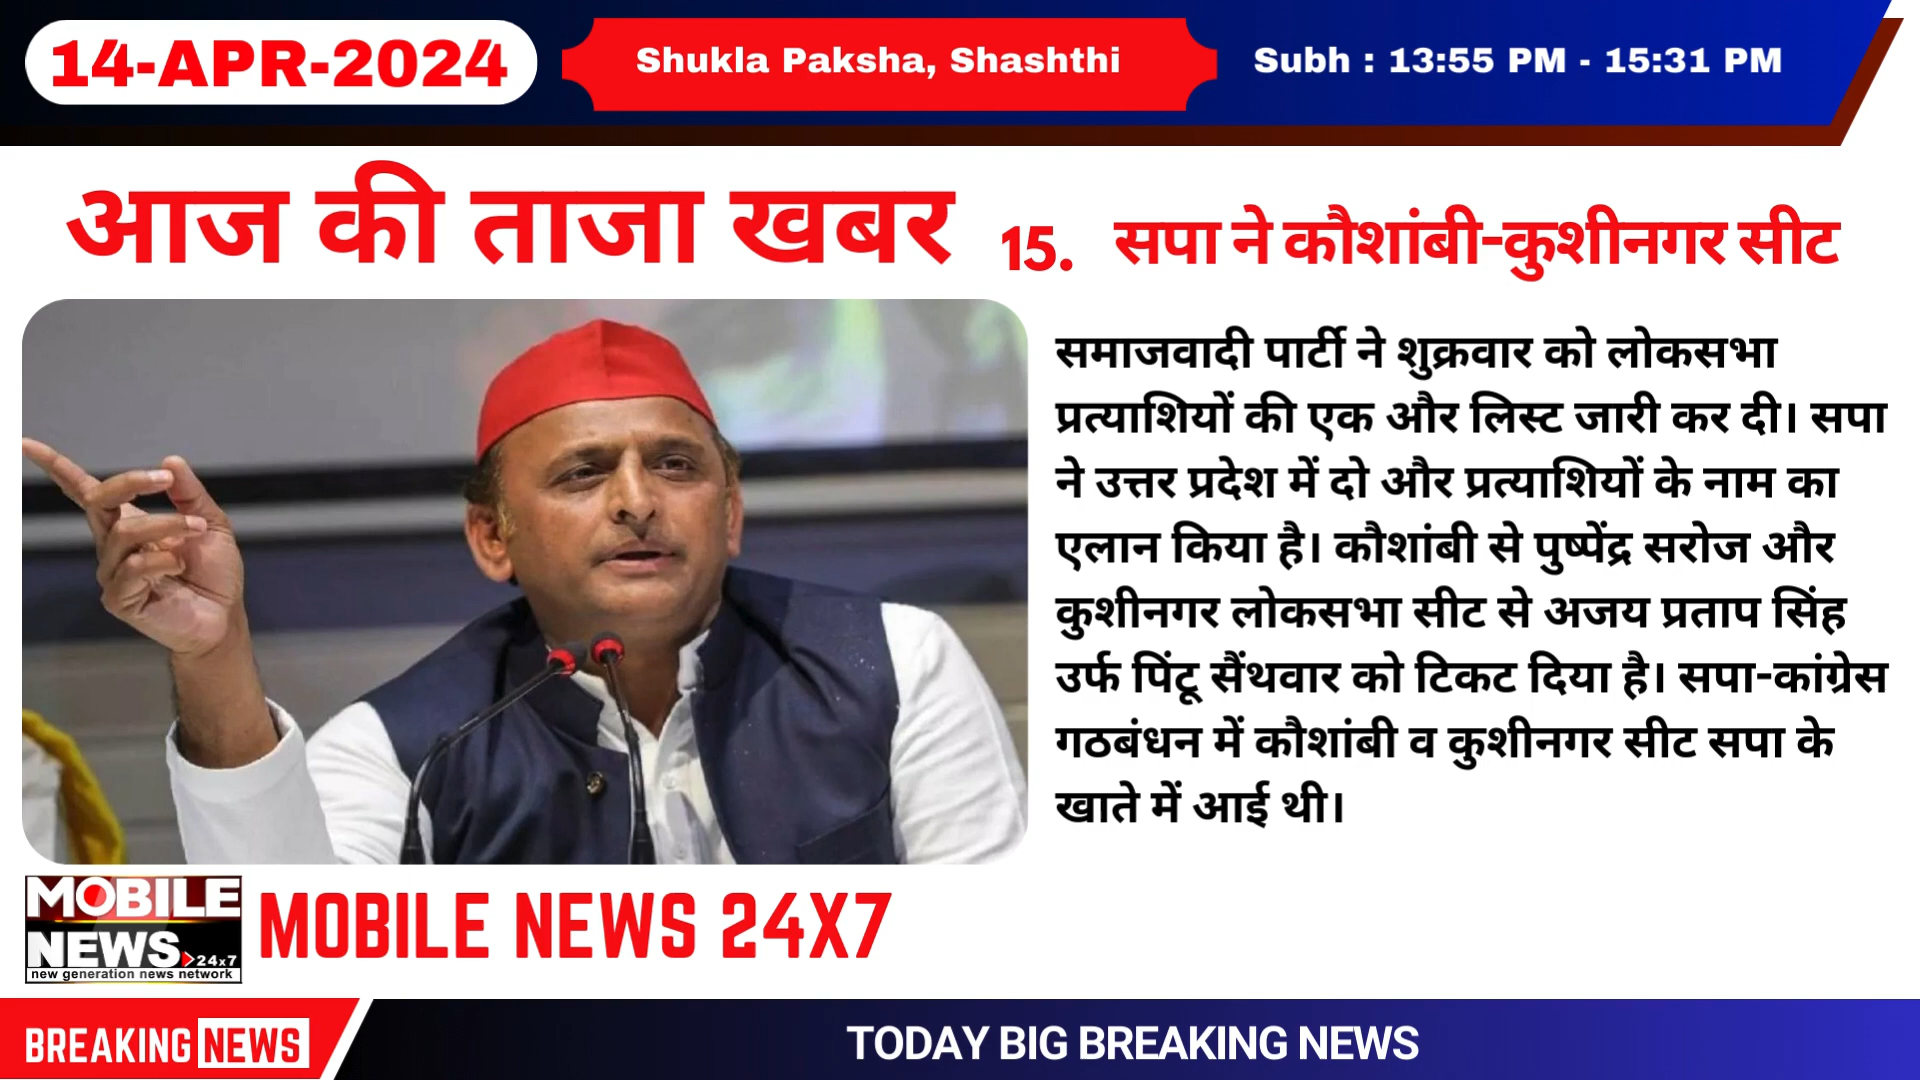 14-APR-2024
Shukla Paksha, Shashthi
Subh : 13:55 PM - 15:31 PM
आज की ताजा खबर
15. सपा ने कौशांबी-कुशीनगर सीट
समाजवादी पार्टी ने शुक्रवार को लोकसभा
प्रत्याशियों की एक और लिस्ट जारी कर दी। सपा
ने उत्तर प्रदेश में दो और प्रत्याशियों के नाम का
एलान किया है। कौशांबी से पुष्पेंद्र सरोज और
कुशीनगर लोकसभा सीट से अजय प्रताप सिंह
उर्फ पिंटू सैंथवार को टिकट दिया है। सपा-कांग्रेस
गठबंधन में कौशांबी व कुशीनगर सीट सपा के
खाते में आई थी।
MOBILE
NEWS 24x7
new generation news network
MOBILE NEWS 24X7
BREAKING NEWS
TODAY BIG BREAKING NEWS